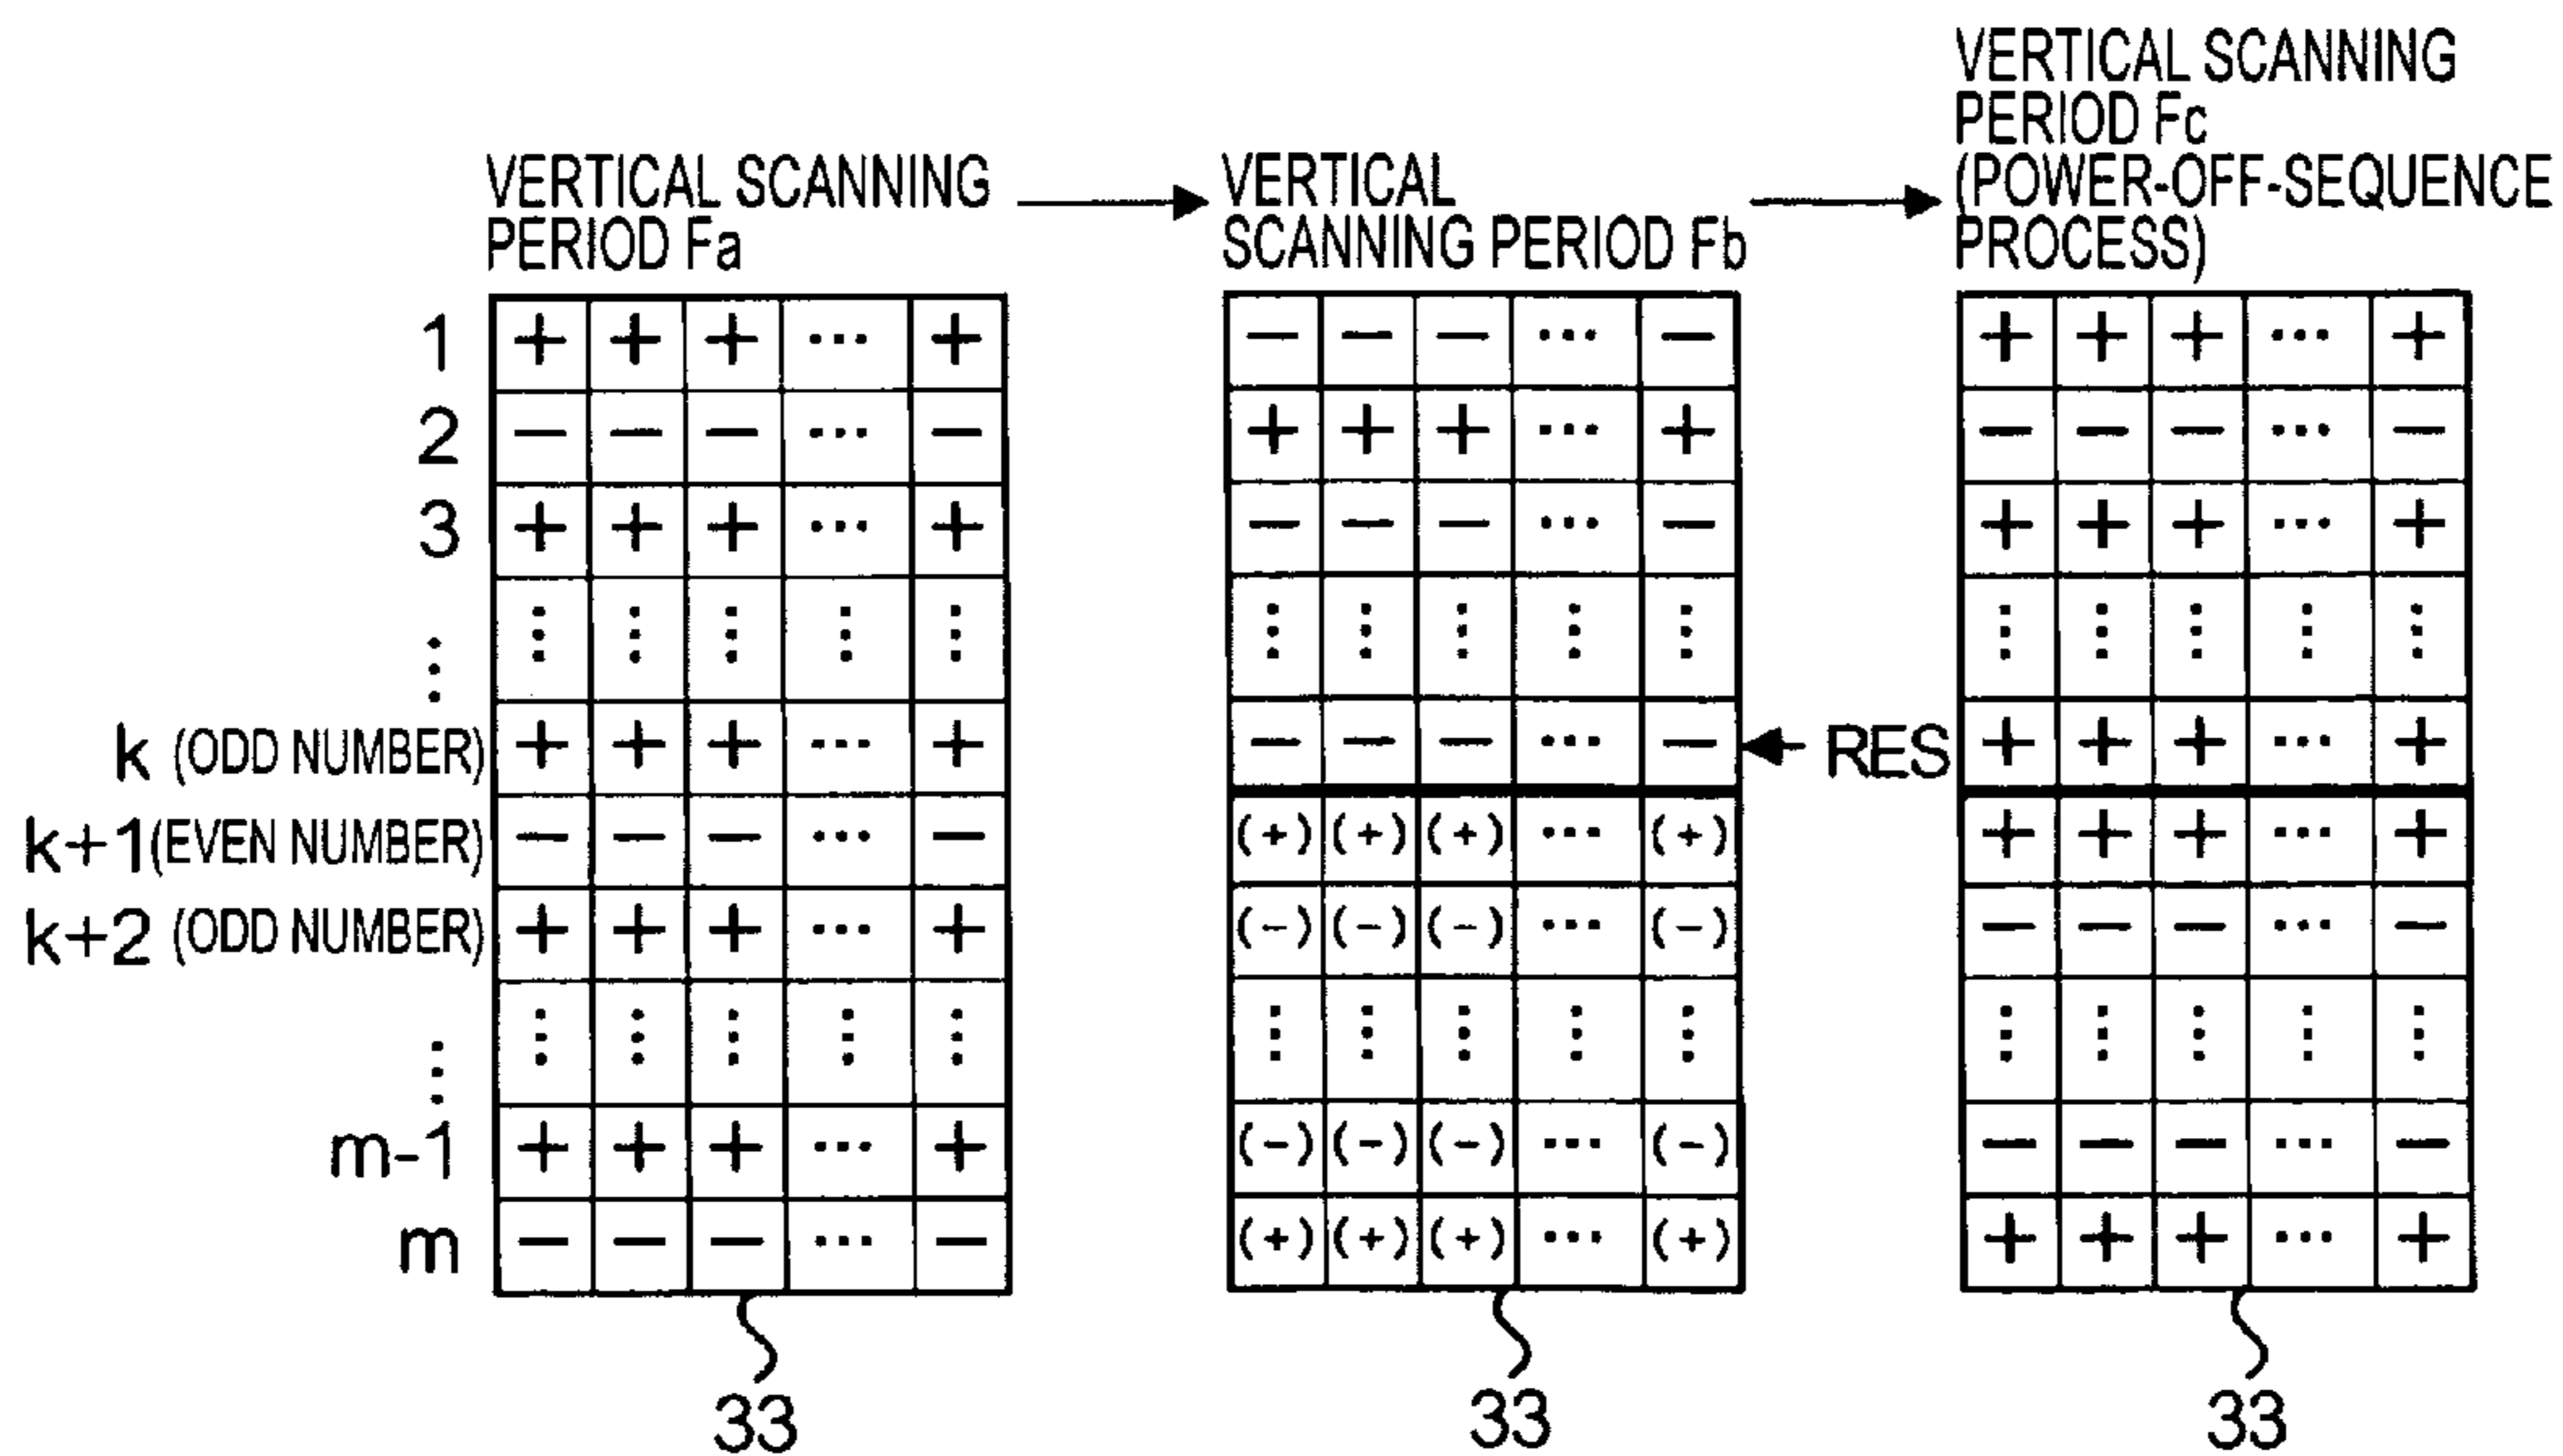 VERTICAL SCANNING
PERIOD Fa
VERTICAL
SCANNING PERIOD Fb
VERTICAL SCANNING
PERIOD Fc
(POWER-OFF-SEQUENCE
PROCESS)
1 + + + ... + − − − ... − + + + ... +
2 − − − ... − + + + ... + − − − ... −
3 + + + ... + − − − ... − + + + ... +
⋮ ⋮ ⋮ ⋮ ⋮ ⋮ ⋮ ⋮ ⋮ ⋮ ⋮ ⋮ ⋮ ⋮ ⋮ ⋮
k (ODD NUMBER) + + + ... + − − − ... − RES + + + ... +
k+1 (EVEN NUMBER) − − − ... − (+) (+) (+) ... (+) + + + ... +
k+2 (ODD NUMBER) + + + ... + (−) (−) (−) ... (−) − − − ... −
⋮ ⋮ ⋮ ⋮ ⋮ ⋮ ⋮ ⋮ ⋮ ⋮ ⋮ ⋮ ⋮ ⋮ ⋮ ⋮
m-1 + + + ... + (−) (−) (−) ... (−) − − − ... −
m − − − ... − (+) (+) (+) ... (+) + + + ... +
33 33 33